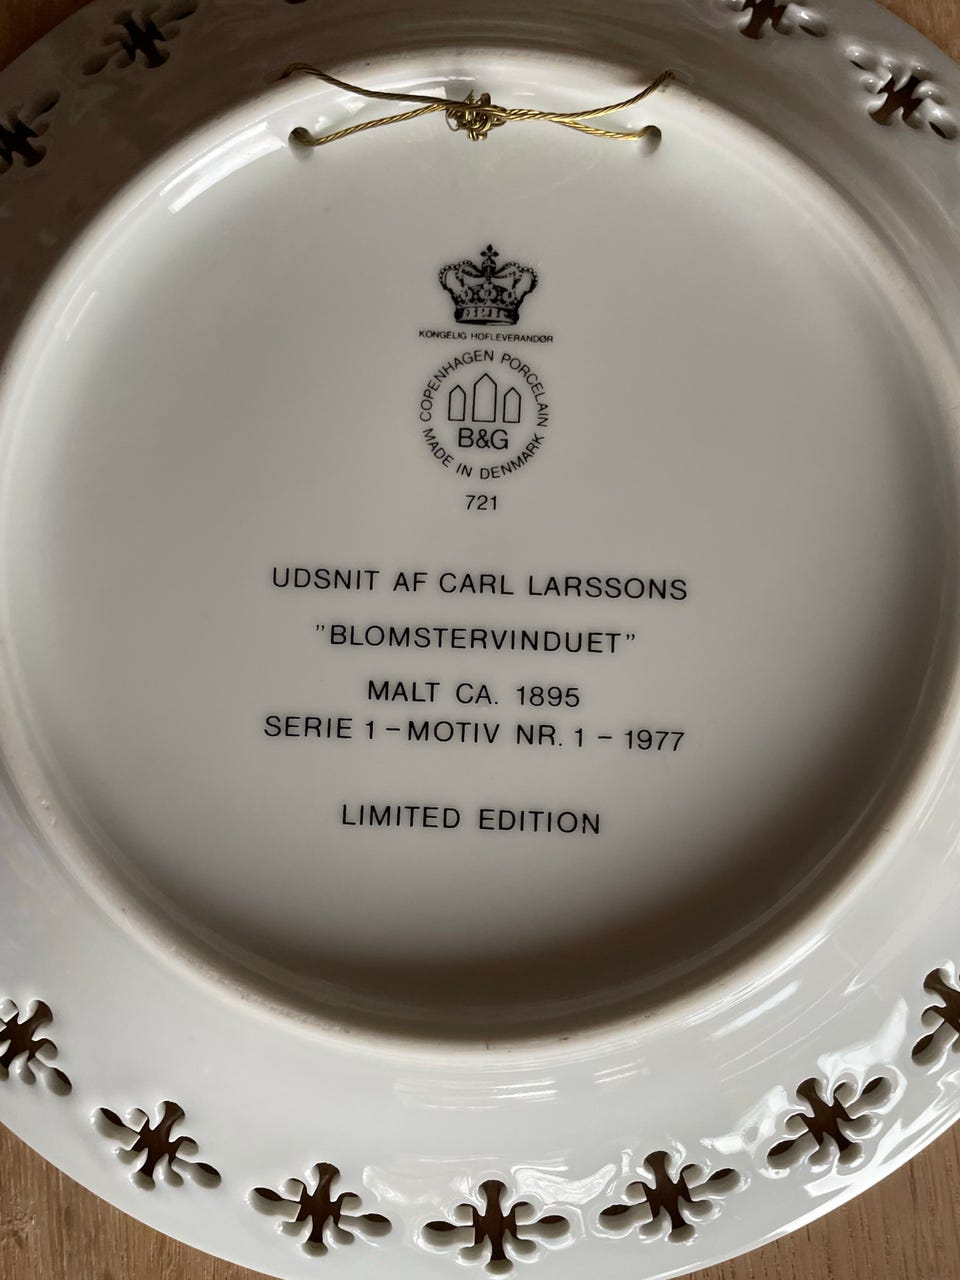 KONGELIG HOFLEVERANDØR
COPENHAGEN PORCELAIN
B&G
MADE IN DENMARK
721
UDSNIT AF CARL LARSSONS
"BLOMSTERVINDUET"
MALT CA. 1895
SERIE 1 – MOTIV NR. 1 – 1977
LIMITED EDITION